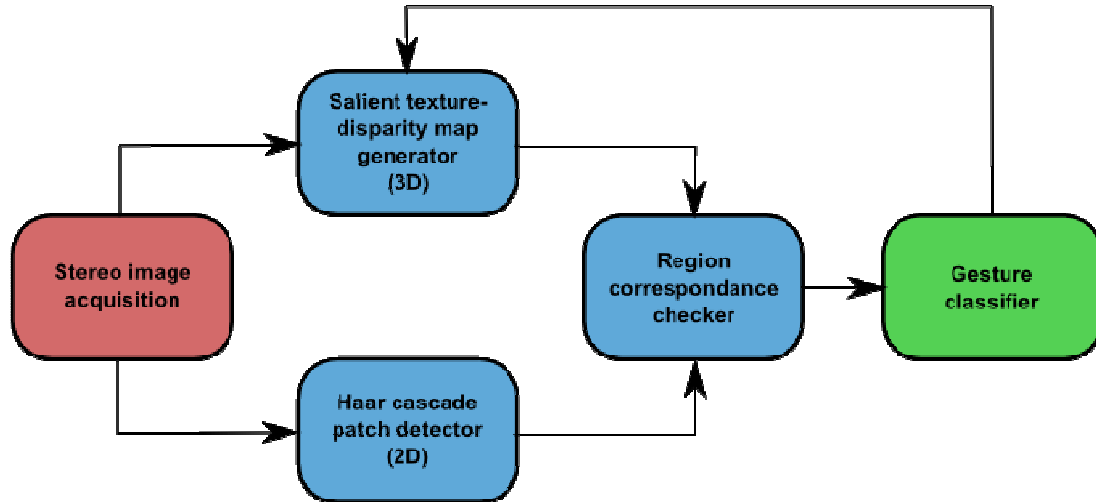 Salient texture-
disparity map
generator
(3D)
Stereo image
acquisition
Region
correspondance
checker
Gesture
classifier
Haar cascade
patch detector
(2D)